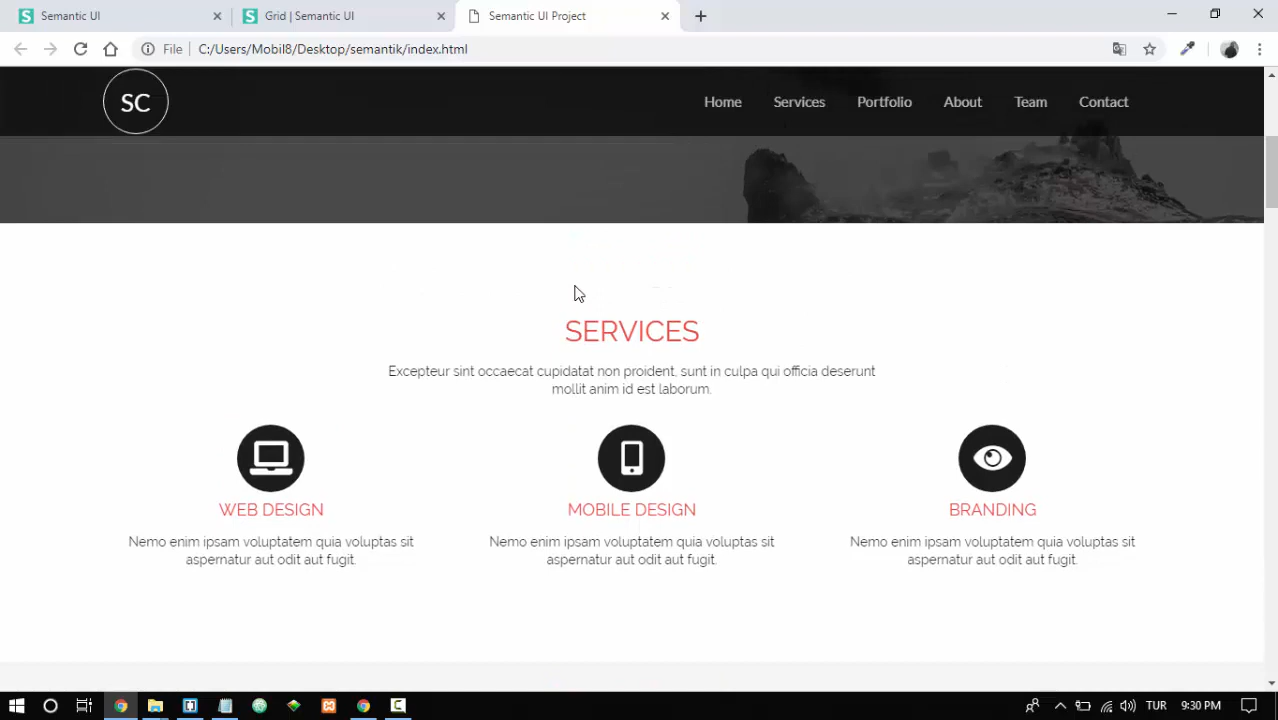 Semantic UI
Grid | Semantic UI
Semantic UI Project
File
C:/Users/Mobil8/Desktop/semantik/index.html
SC
Home
Services
Portfolio
About
Team
Contact
SERVICES
Excepteur sint occaecat cupidatat non proident, sunt in culpa qui officia deserunt
mollit anim id est laborum.
WEB DESIGN
Nemo enim ipsam voluptatem quia voluptas sit
aspernatur aut odit aut fugit.
MOBILE DESIGN
Nemo enim ipsam voluptatem quia voluptas sit
aspernatur aut odit aut fugit.
BRANDING
Nemo enim ipsam voluptatem quia voluptas sit
aspernatur aut odit aut fugit.
TUR
9:30 PM